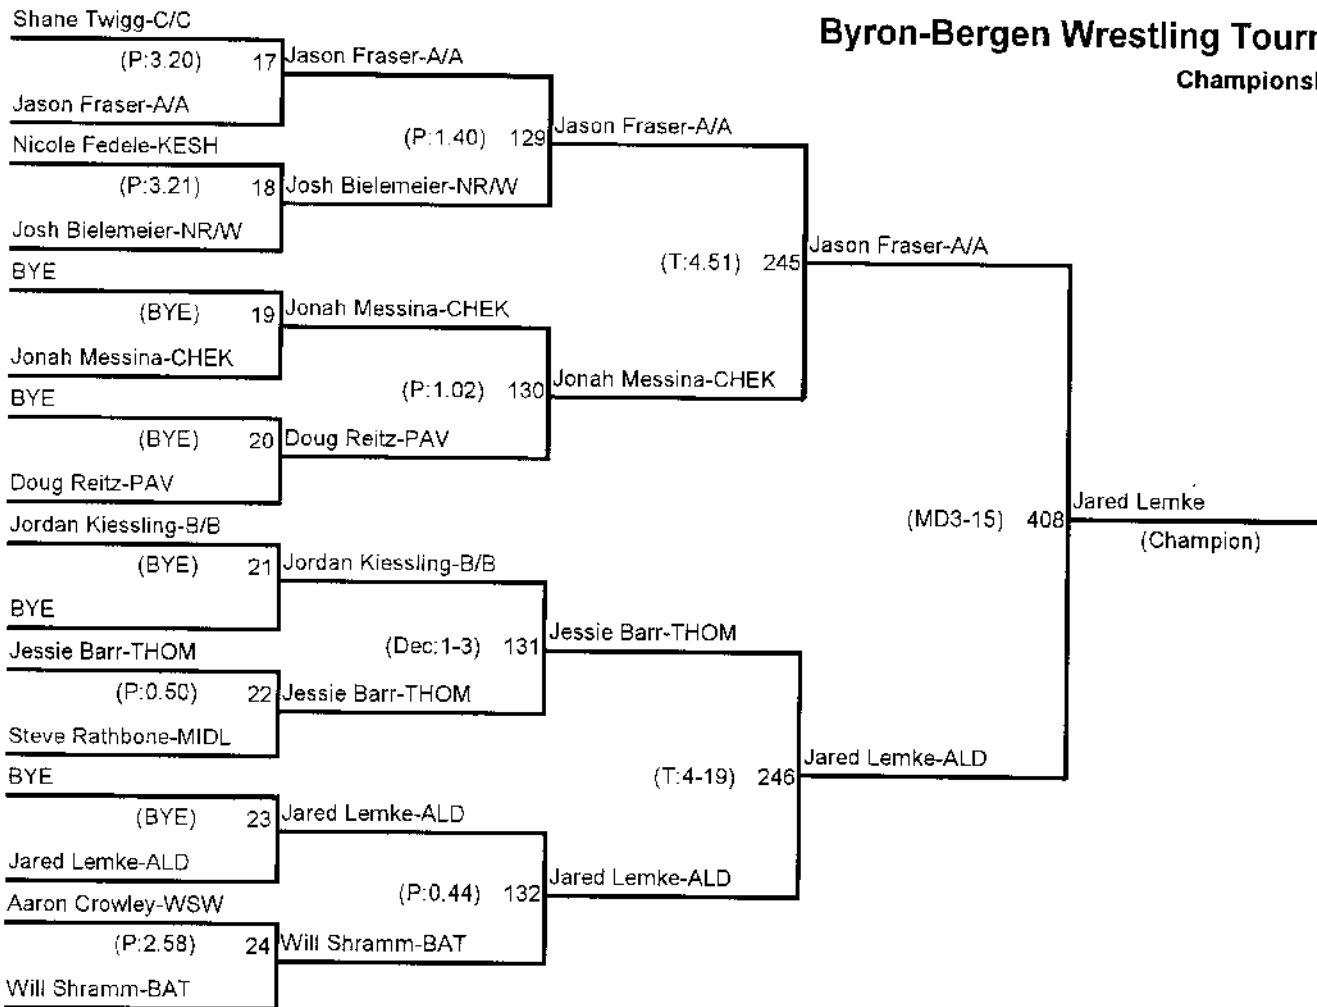 Byron-Bergen Wrestling Tourn
Championsh
Shane Twigg-C/C
(P:3.20) 17
Jason Fraser-A/A
Jason Fraser-A/A
Nicole Fedele-KESH
(P:3.21) 18
Josh Bielemeier-NR/W
Josh Bielemeier-NR/W
(P:1.40) 129
Jason Fraser-A/A
BYE
(BYE) 19
Jonah Messina-CHEK
Jonah Messina-CHEK
BYE
(BYE) 20
Doug Reitz-PAV
Doug Reitz-PAV
(P:1.02) 130
Jonah Messina-CHEK
(T:4.51) 245
Jason Fraser-A/A
Jordan Kiessling-B/B
(BYE) 21
BYE
Jordan Kiessling-B/B
Jessie Barr-THOM
(P:0.50) 22
Steve Rathbone-MIDL
Jessie Barr-THOM
(Dec:1-3) 131
Jessie Barr-THOM
BYE
(BYE) 23
Jared Lemke-ALD
Jared Lemke-ALD
Aaron Crowley-WSW
(P:2.58) 24
Will Shramm-BAT
Will Shramm-BAT
(P:0.44) 132
Jared Lemke-ALD
(T:4-19) 246
Jared Lemke-ALD
(MD3-15) 408
Jared Lemke
(Champion)